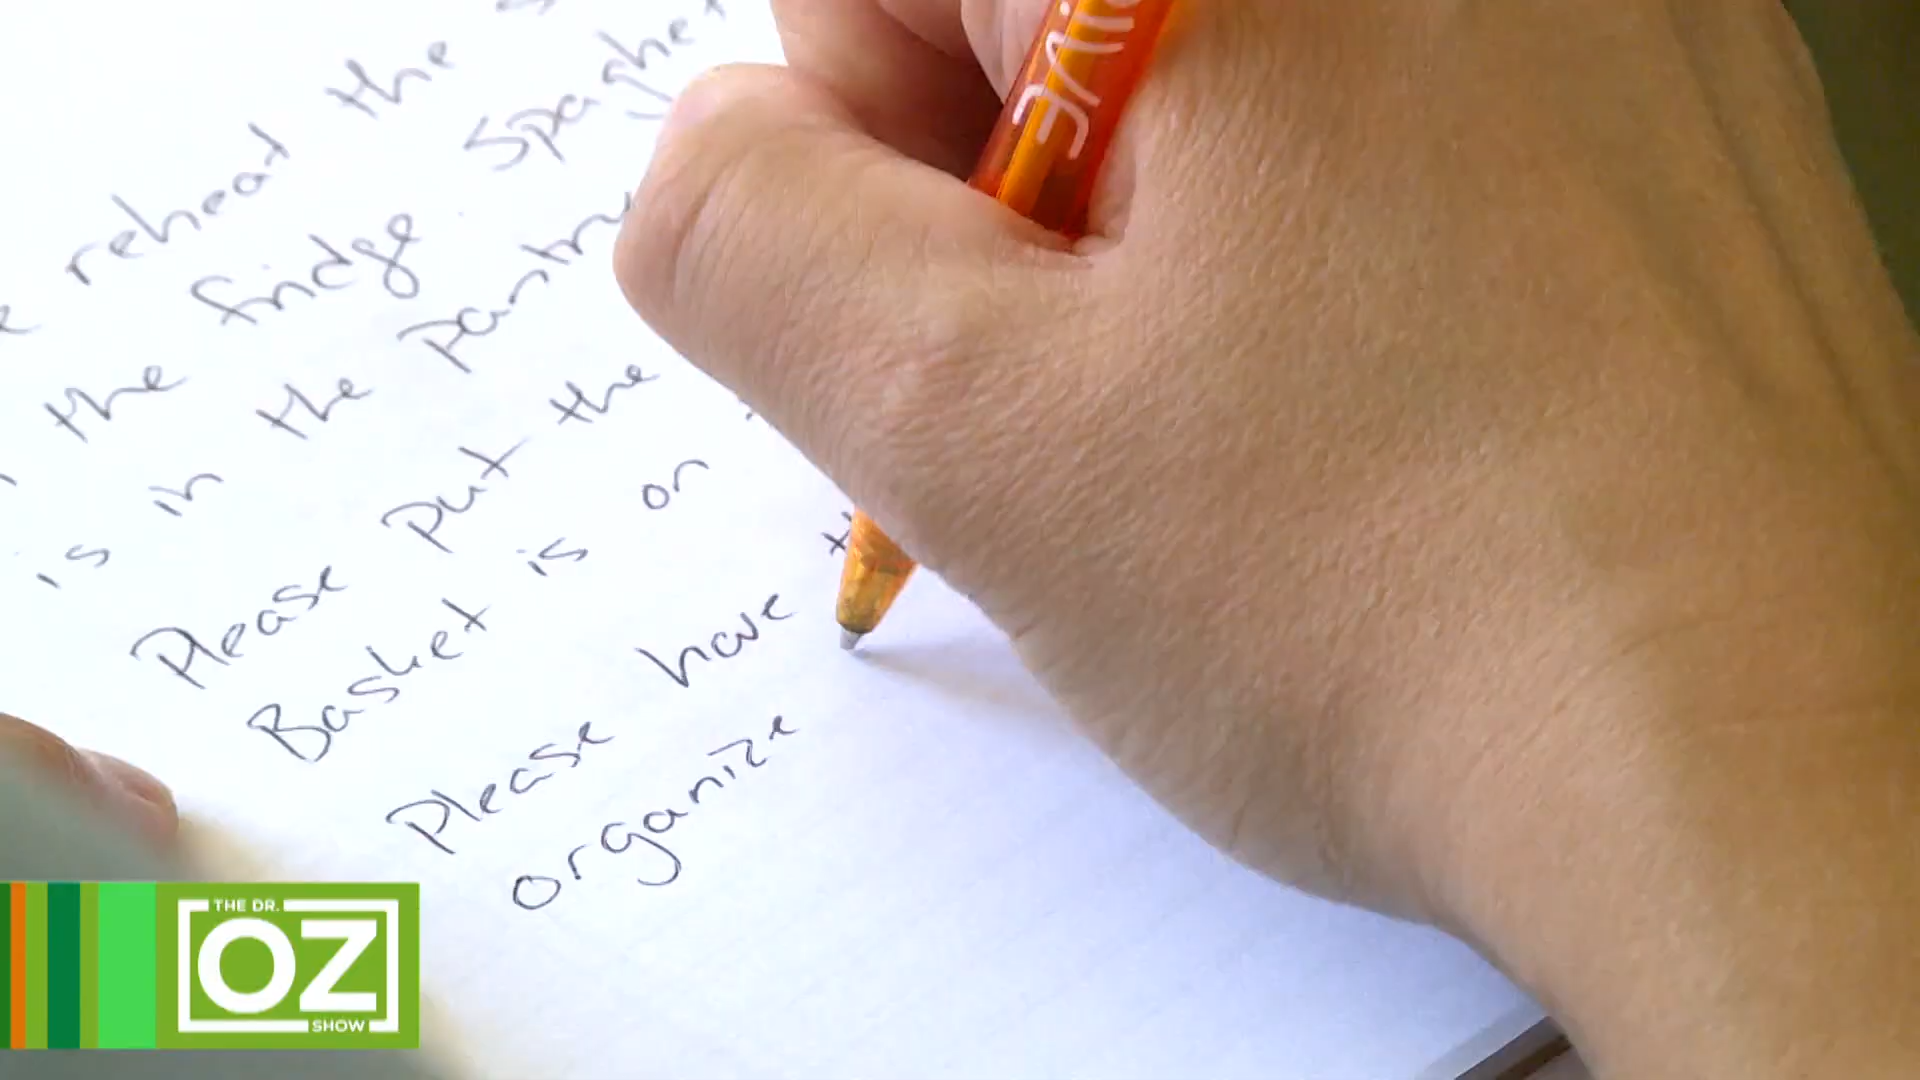 reheat the
the fridge. Spaghet
is in the pantry
Please put the
Basket is on
Please have
organize
THE DR.
OZ
SHOW